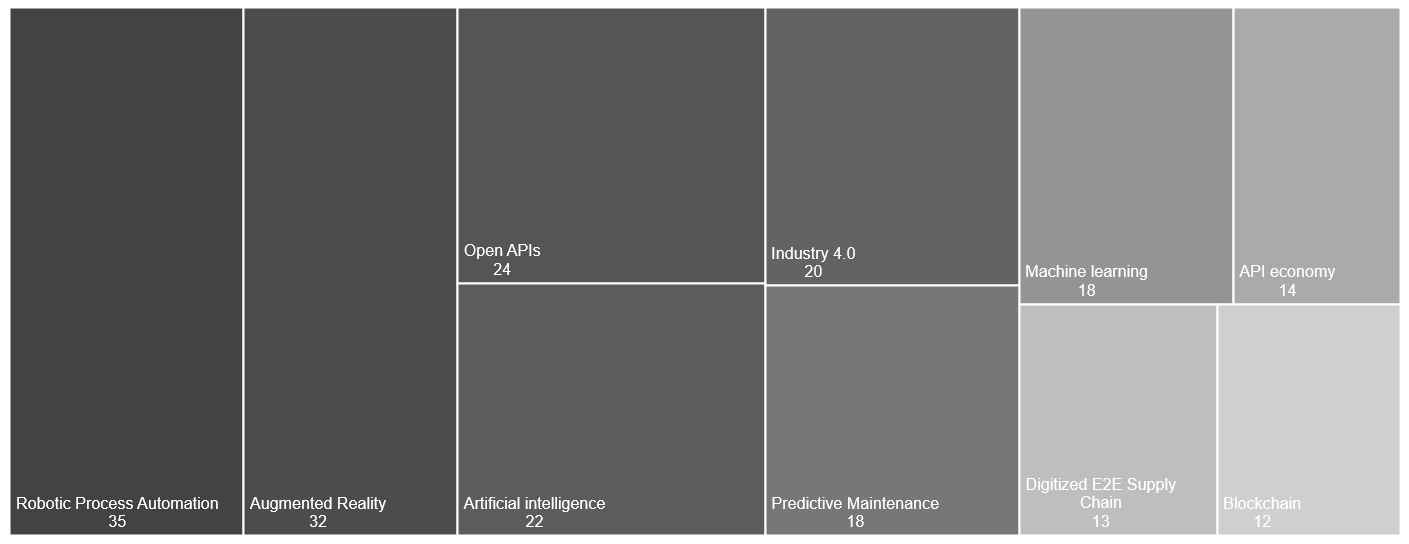 Robotic Process Automation
35
Augmented Reality
32
Open APIs
24
Artificial intelligence
22
Industry 4.0
20
Predictive Maintenance
18
Machine learning
18
API economy
14
Digitized E2E Supply
Chain
13
Blockchain
12